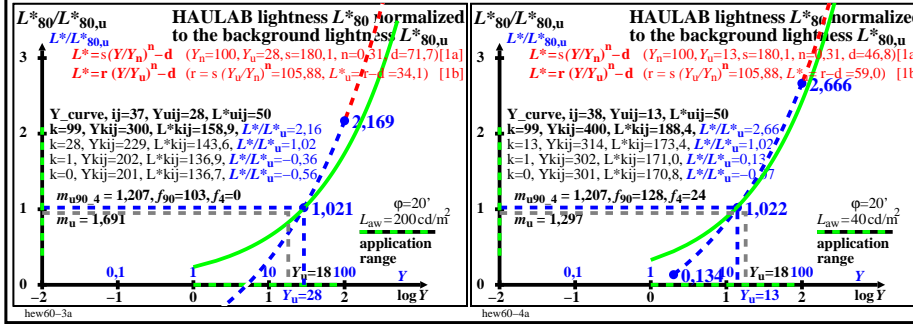 L*80/L*80,u
HAULAB lightness L*80 normalized
to the background lightness L*80,u
L*/L*80,u
L*=s(Y/Yn)^n−d (Yn=100, Yu=28, s=180,1, n=0,31, d=71,7)[1a]
L*=r (Y/Yu)^n−d (r = s (Yu/Yn)^n=105,88, L*u=r−d=34,1) [1b]
Y_curve, ij=37, Yuij=28, L*uij=50
k=99, Ykij=300, L*kij=158,9, L*/L*u=2,16
k=28, Ykij=229, L*kij=143,6, L*/L*u=1,02
k=1, Ykij=202, L*kij=136,9, L*/L*u=−0,36
k=0, Ykij=201, L*kij=136,7, L*/L*u=−0,56
2,169
mu90_4 = 1,207, f90=103, f4=0
1,021
mu = 1,691
φ=20'
Law=200cd/m²
application
range
3
2
1
0
0,1 1 10 Yu=18 100 Y
−2 −1 0 1 Yu=28 2 log Y
hew60-3a
L*80/L*80,u
HAULAB lightness L*80 normalized
to the background lightness L*80,u
L*/L*80,u
L*=s(Y/Yn)^n−d (Yn=100, Yu=13, s=180,1, n=0,31, d=46,8)[1a]
L*=r (Y/Yu)^n−d (r = s (Yu/Yn)^n=105,88, L*u=r−d=59,0) [1b]
2,666
Y_curve, ij=38, Yuij=13, L*uij=50
k=99, Ykij=400, L*kij=188,4, L*/L*u=2,66
k=13, Ykij=314, L*kij=173,4, L*/L*u=1,02
k=1, Ykij=302, L*kij=171,0, L*/L*u=0,13
k=0, Ykij=301, L*kij=170,8, L*/L*u=−0,07
mu90_4 = 1,207, f90=128, f4=24
1,022
mu = 1,297
φ=20'
Law=40cd/m²
application
range
0,134
3
2
1
0
0,1 1 10 Yu=18 100 Y
−2 −1 0 1 Yu=13 2 log Y
hew60-4a